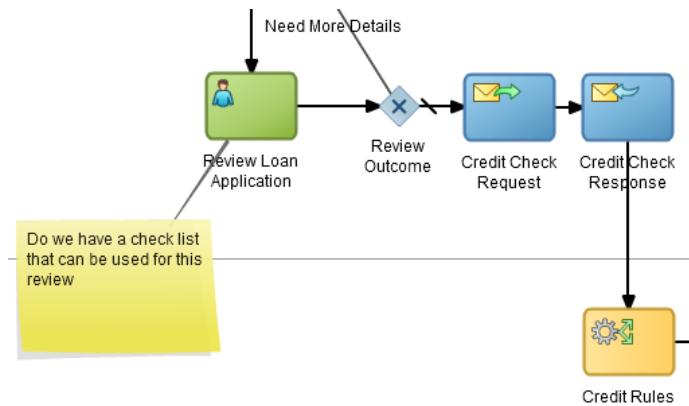 Need More Details
Review Loan
Application
Review
Outcome
Credit Check
Request
Credit Check
Response
Do we have a check list
that can be used for this
review
Credit Rules